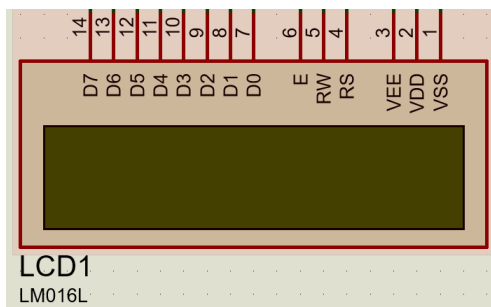 14 13 12 11 10 9 8 7 6 5 4 3 2 1
D7 D6 D5 D4 D3 D2 D1 D0 E RW RS VEE VDD VSS
LCD1
LM016L